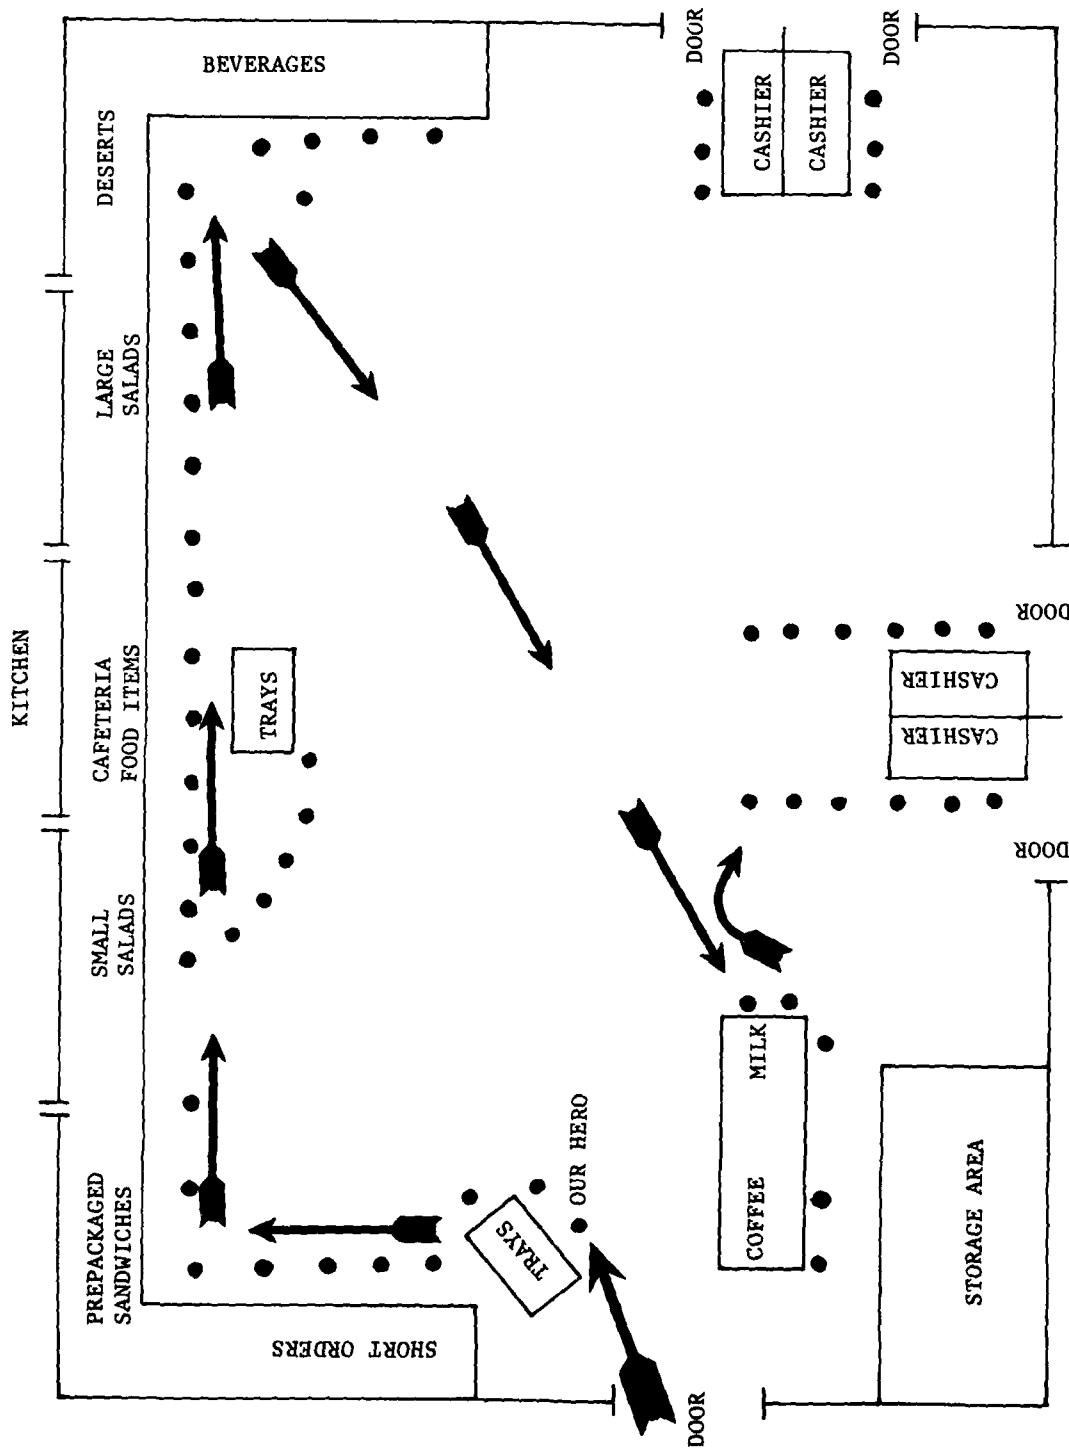 KITCHEN
PREPACKAGED
SANDWICHES
SMALL
SALADS
CAFETERIA
FOOD ITEMS
LARGE
SALADS
DESERTS
BEVERAGES
SHORT ORDERS
TRAYS
TRAYS
OUR HERO
DOOR
COFFEE
MILK
STORAGE AREA
DOOR
CASHIER
CASHIER
DOOR
DOOR
CASHIER
CASHIER
DOOR